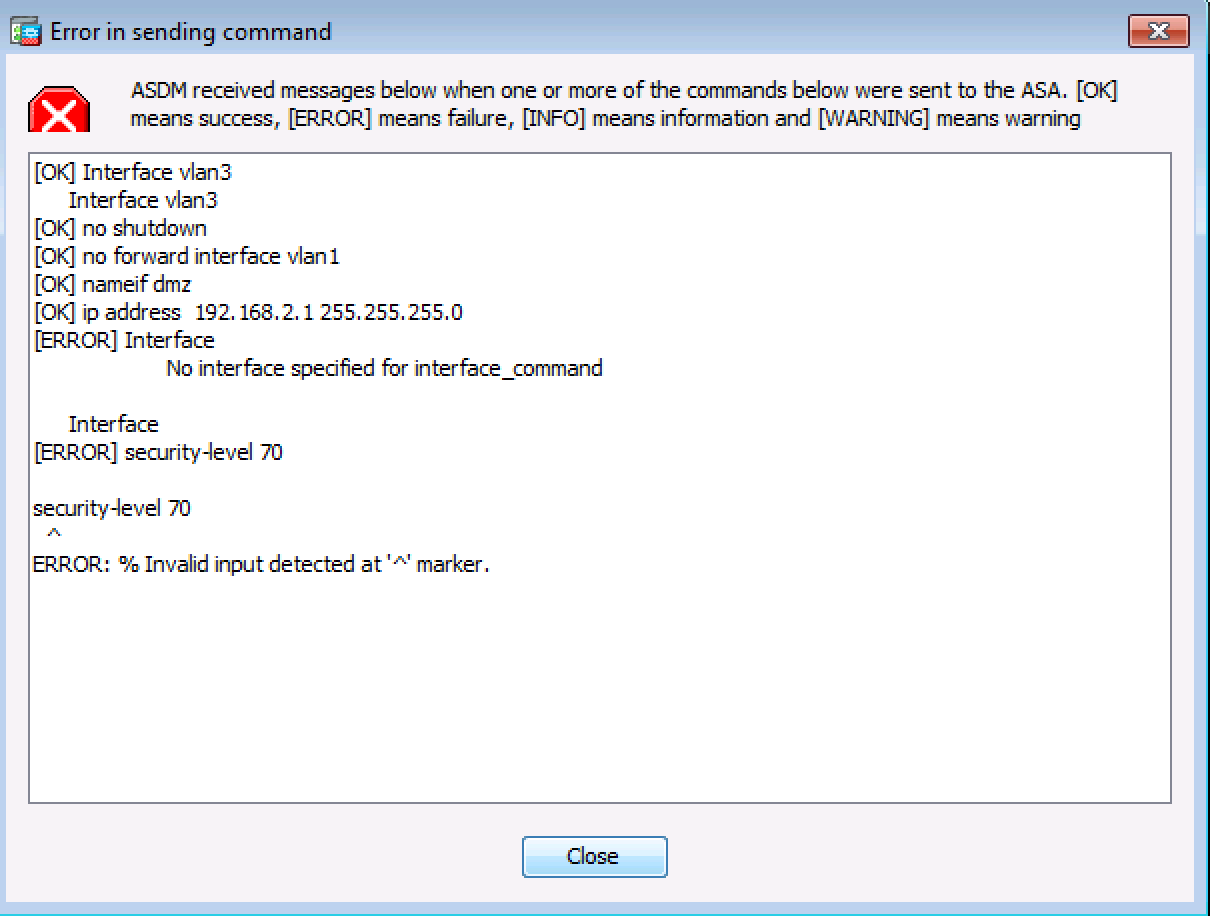 Error in sending command
ASDM received messages below when one or more of the commands below were sent to the ASA. [OK]
means success, [ERROR] means failure, [INFO] means information and [WARNING] means warning
[OK] Interface vlan3
Interface vlan3
[OK] no shutdown
[OK] no forward interface vlan1
[OK] nameif dmz
[OK] ip address  192.168.2.1 255.255.255.0
[ERROR] Interface
No interface specified for interface_command
Interface
[ERROR] security-level 70
security-level 70
^
ERROR: % Invalid input detected at '^' marker.
Close